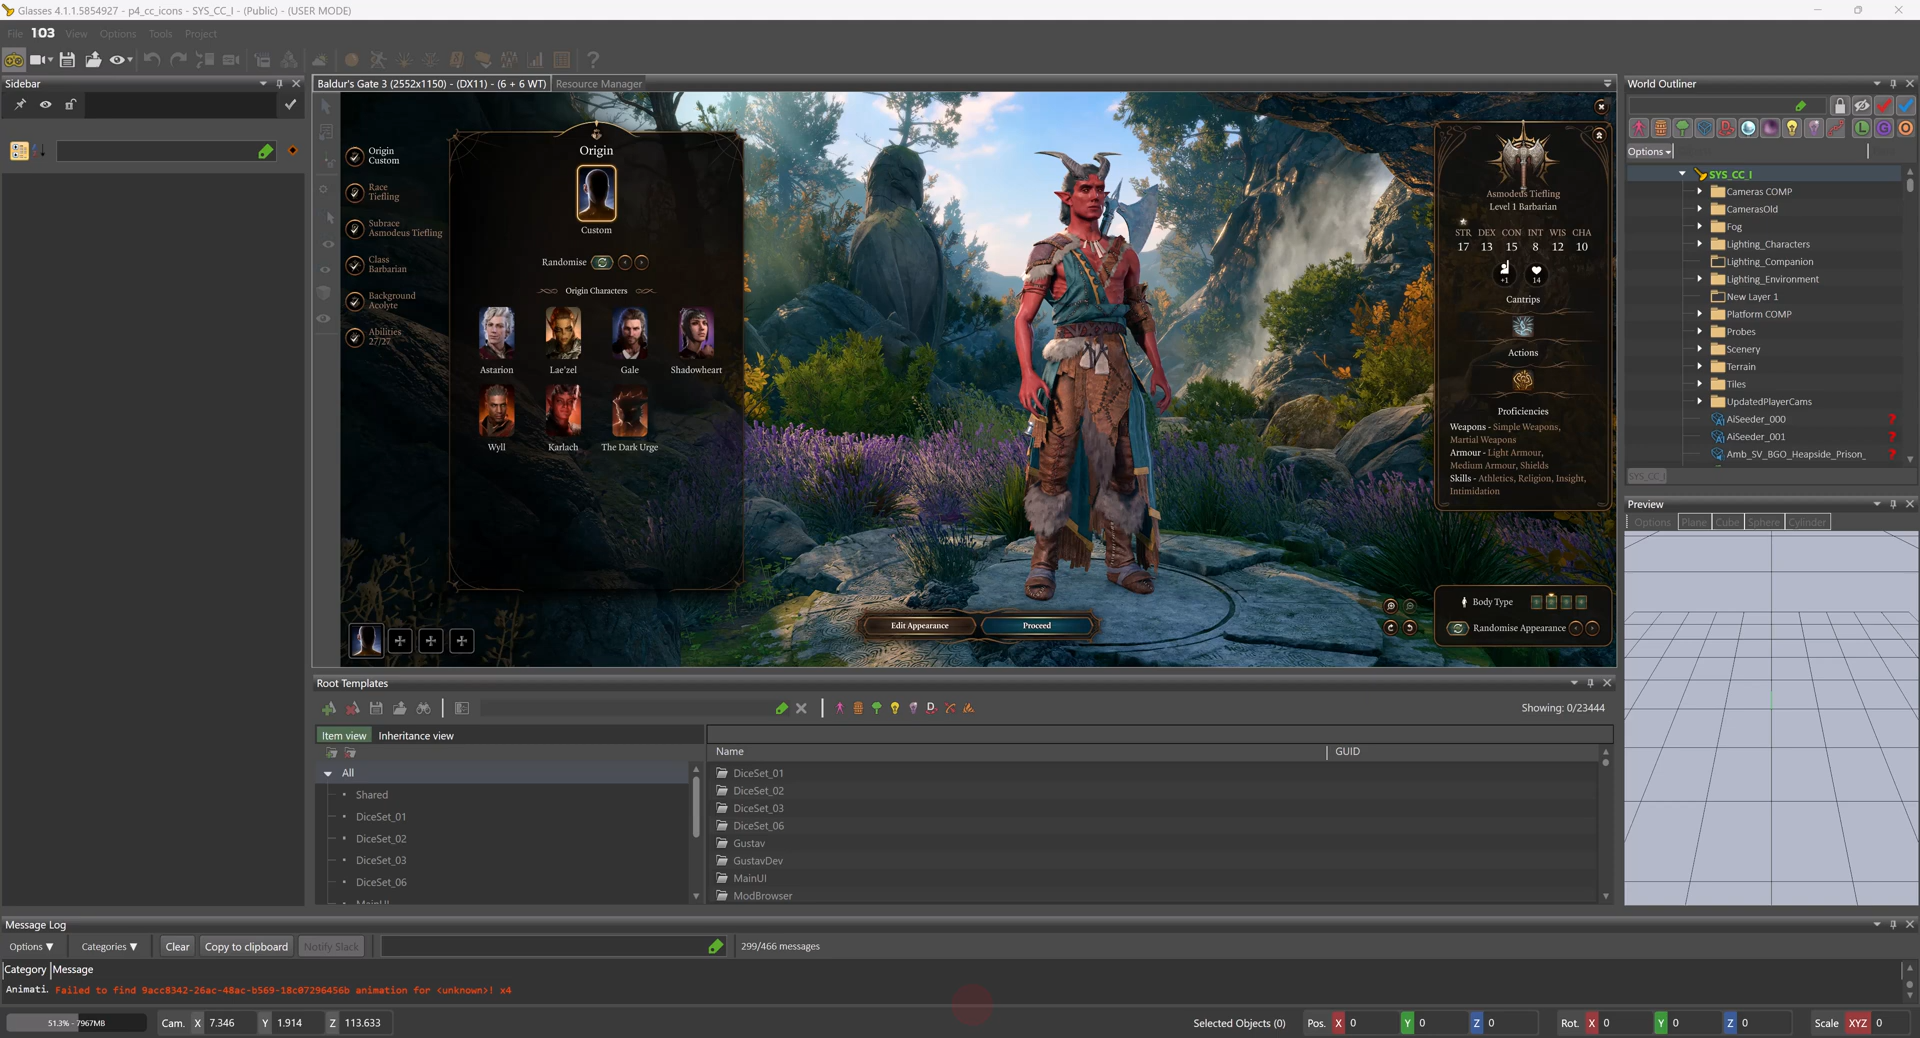 Glasses 4.1.1.5854927 - p4_cc_icons - SYS_CC_I - (Public) - (USER MODE)
File 103 View Options Tools Project
Sidebar
Baldur's Gate 3 (2552x1150) - (DX11) - (6 + 6 WT)
Resource Manager
Origin
Custom
Race
Tiefling
Subrace
Asmodeus Tiefling
Class
Barbarian
Background
Acolyte
Abilities
27/27
Origin
Custom
Randomise
Origin Characters
Astarion
Lae'zel
Gale
Shadowheart
Wyll
Karlach
The Dark Urge
Edit Appearance
Proceed
Asmodeus Tiefling
Level 1 Barbarian
STR DEX CON INT WIS CHA
17 13 15 8 12 10
+1
14
Cantrips
Actions
Proficiencies
Weapons - Simple Weapons,
Martial Weapons
Armour - Light Armour,
Medium Armour, Shields
Skills - Athletics, Religion, Insight,
Intimidation
Body Type
Randomise Appearance
World Outliner
Options
SYS_CC_I
Cameras COMP
CamerasOld
Fog
Lighting_Characters
Lighting_Companion
Lighting_Environment
New Layer 1
Platform COMP
Probes
Scenery
Terrain
Tiles
UpdatedPlayerCams
AiSeeder_000 ?
AiSeeder_001 ?
Amb_SV_BGO_Heapside_Prison_ ?
SYS_CC_I
Preview
Options Plane Cube Sphere Cylinder
Root Templates
Showing: 0/23444
Item view
Inheritance view
All
Shared
DiceSet_01
DiceSet_02
DiceSet_03
DiceSet_06
MainUI
Name
GUID
DiceSet_01
DiceSet_02
DiceSet_03
DiceSet_06
Gustav
GustavDev
MainUI
ModBrowser
Message Log
Options
Categories
Clear
Copy to clipboard
Notify Slack
299/466 messages
Category Message
Animati. Failed to find 9acc8342-26ac-48ac-b569-18c07296456b animation for <unknown>! x4
51.3% - 7967MB
Cam. X 7.346 Y 1.914 Z 113.633
Selected Objects (0)
Pos. X 0 Y 0 Z 0
Rot. X 0 Y 0 Z 0
Scale XYZ 0